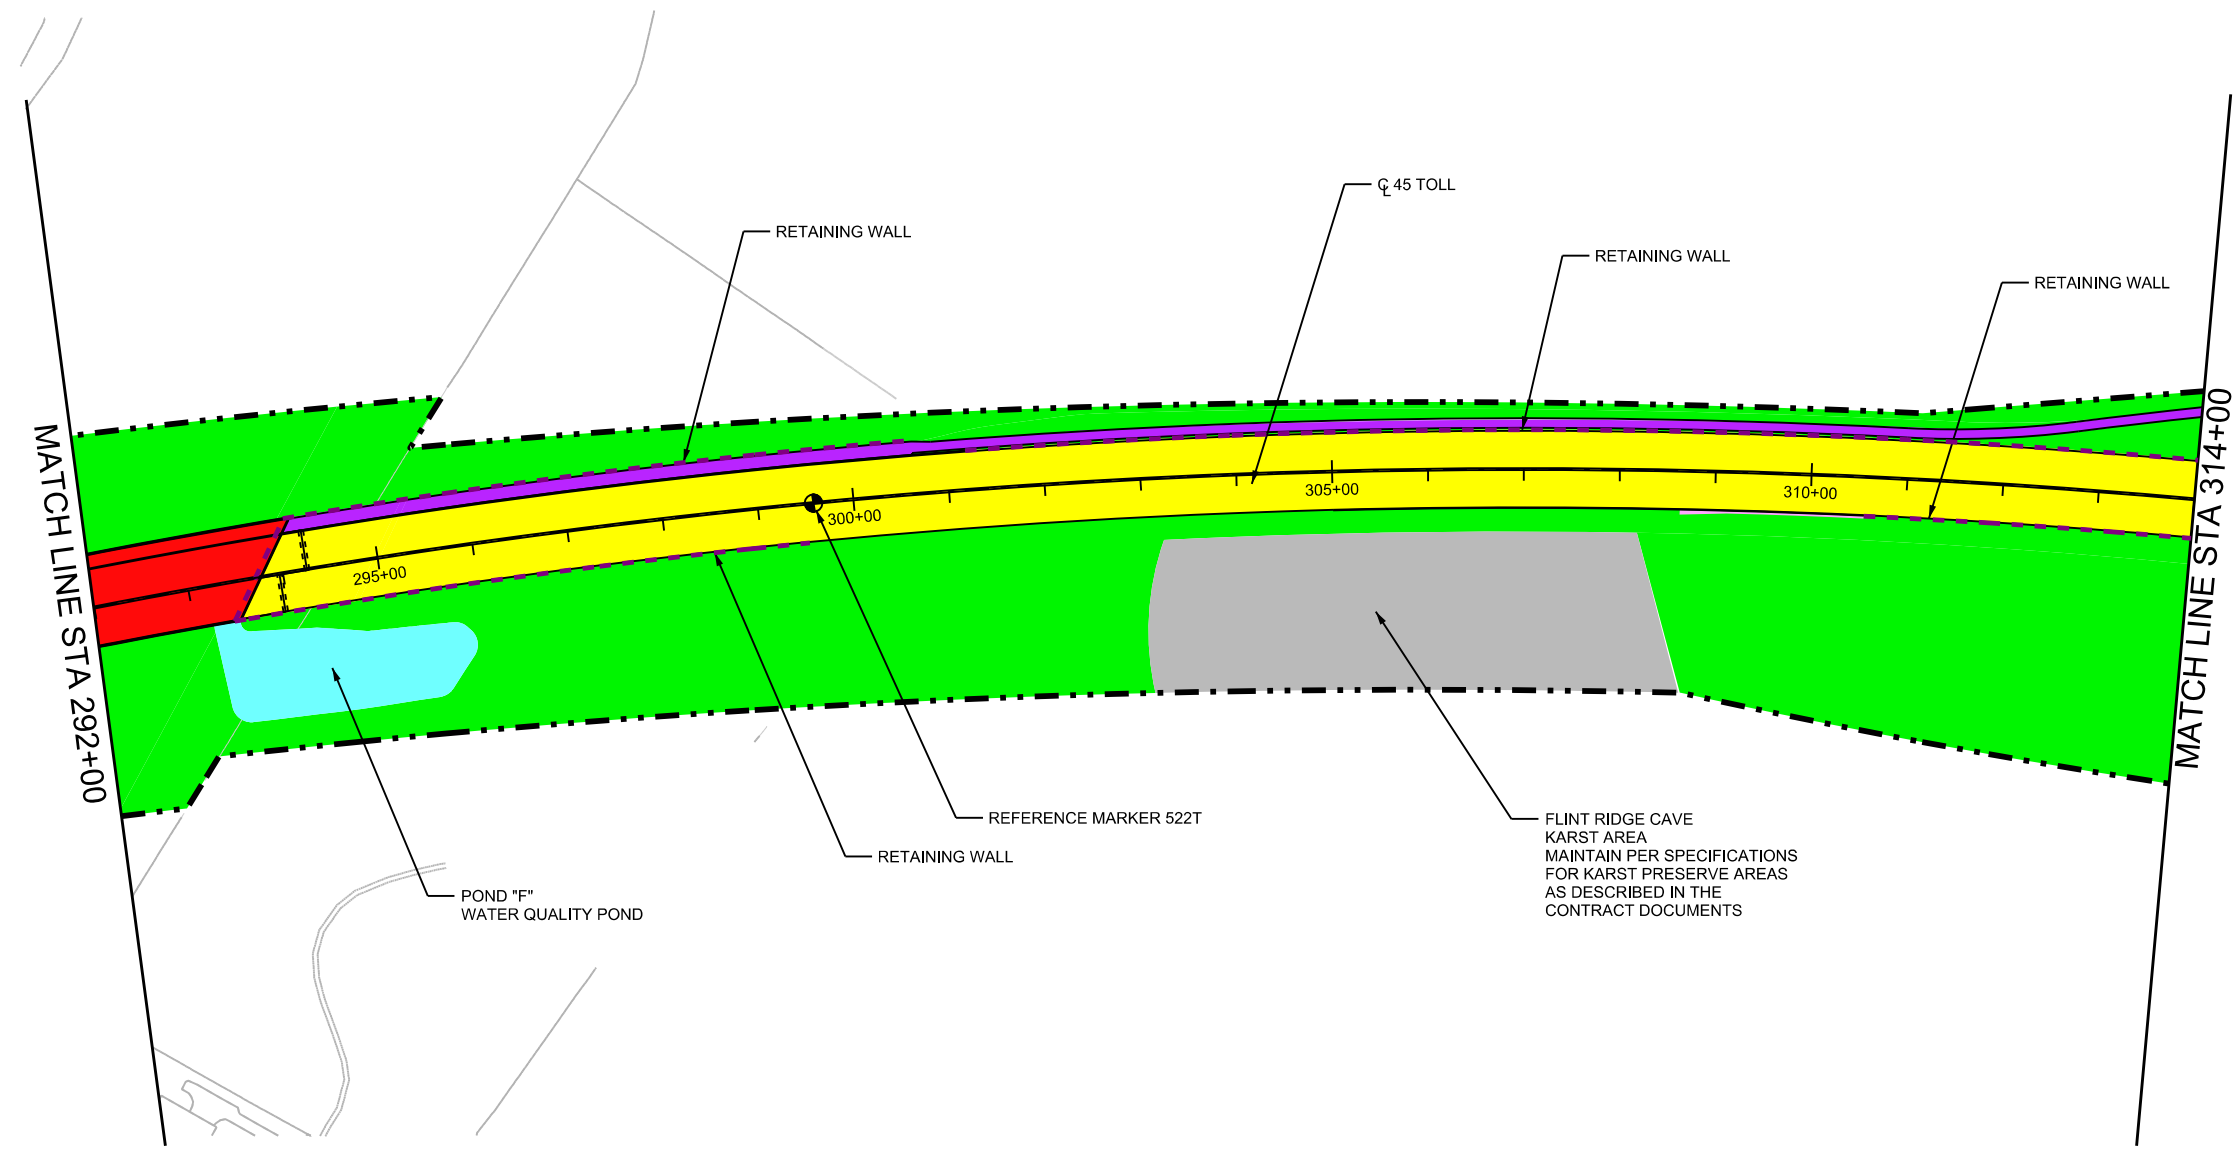 ℄ 45 TOLL
RETAINING WALL
RETAINING WALL
RETAINING WALL
MATCH LINE STA 292+00
MATCH LINE STA 314+00
295+00
300+00
305+00
310+00
REFERENCE MARKER 522T
RETAINING WALL
POND "F"
WATER QUALITY POND
FLINT RIDGE CAVE
KARST AREA
MAINTAIN PER SPECIFICATIONS
FOR KARST PRESERVE AREAS
AS DESCRIBED IN THE
CONTRACT DOCUMENTS